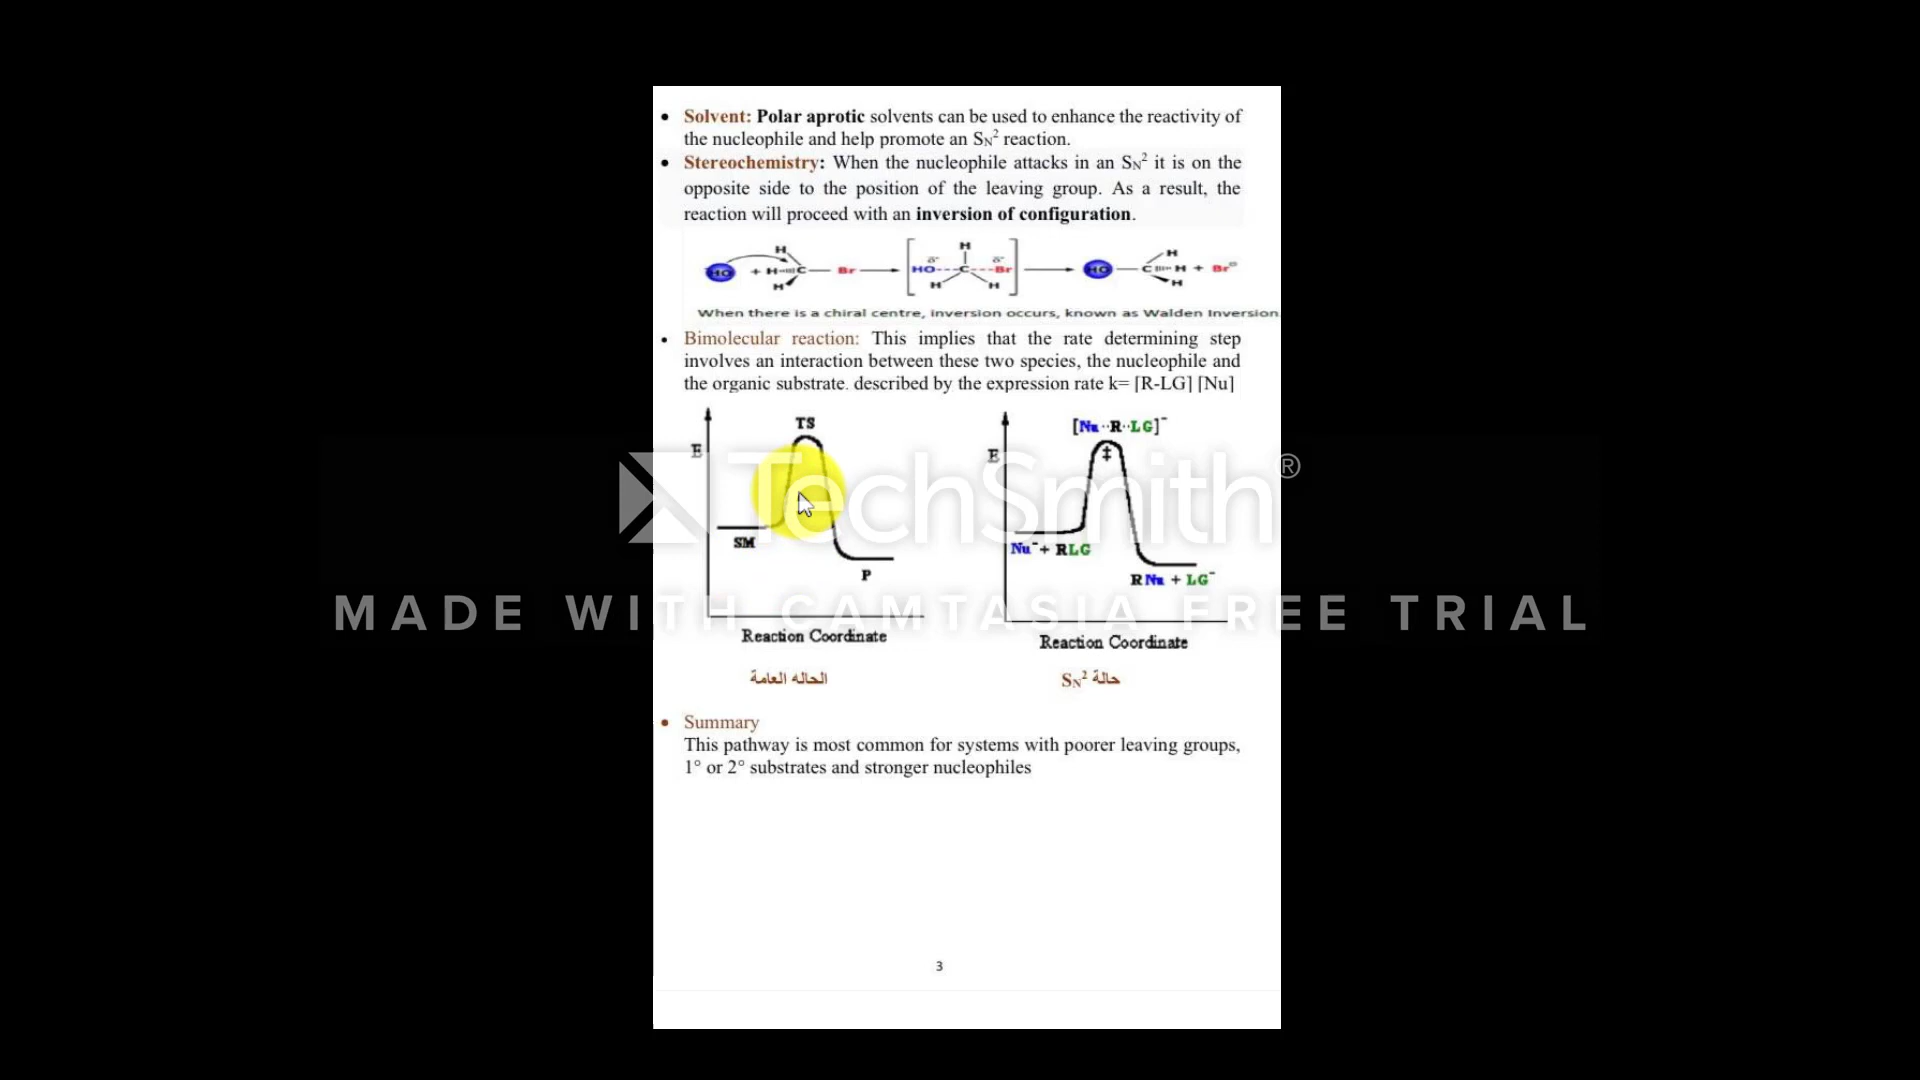 • Solvent: Polar aprotic solvents can be used to enhance the reactivity of
the nucleophile and help promote an SN² reaction.
• Stereochemistry: When the nucleophile attacks in an SN² it is on the
opposite side to the position of the leaving group. As a result, the
reaction will proceed with an inversion of configuration.
HO + H C Br H H
[HO---C---Br H H H δ⁻ δ⁻]
HO C H H H + Br⊖
When there is a chiral centre, inversion occurs, known as Walden Inversion
• Bimolecular reaction: This implies that the rate determining step
involves an interaction between these two species, the nucleophile and
the organic substrate. described by the expression rate k= [R-LG] [Nu]
E
TS
SM
P
Reaction Coordinate
الحاله العامة
E
[Nu··R··LG]⁻
‡
Nu⁻+ RLG
RNu + LG⁻
Reaction Coordinate
حالة SN²
TechSmith®
MADE WITH CAMTASIA FREE TRIAL
• Summary
This pathway is most common for systems with poorer leaving groups,
1° or 2° substrates and stronger nucleophiles
3